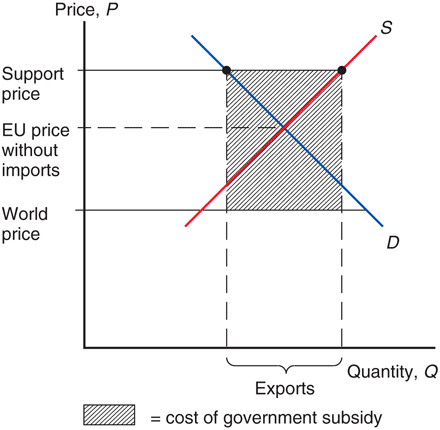 Price, P
S
Support
price
EU price
without
imports
World
price
D
Quantity, Q
Exports
= cost of government subsidy